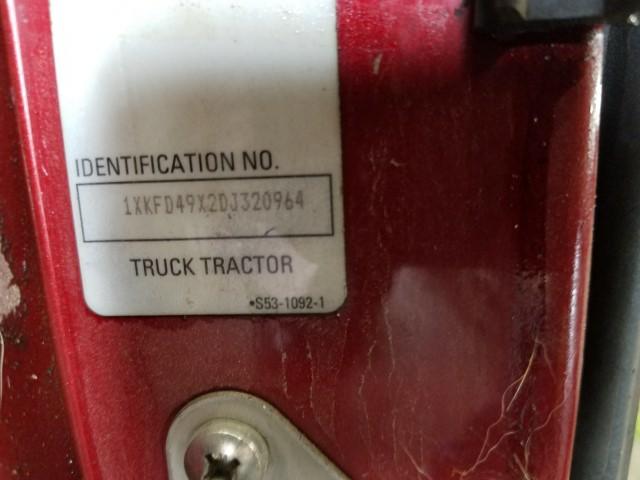 IDENTIFICATION NO.
1XKFD49X2DJ320964
TRUCK TRACTOR
*S53-1092-1